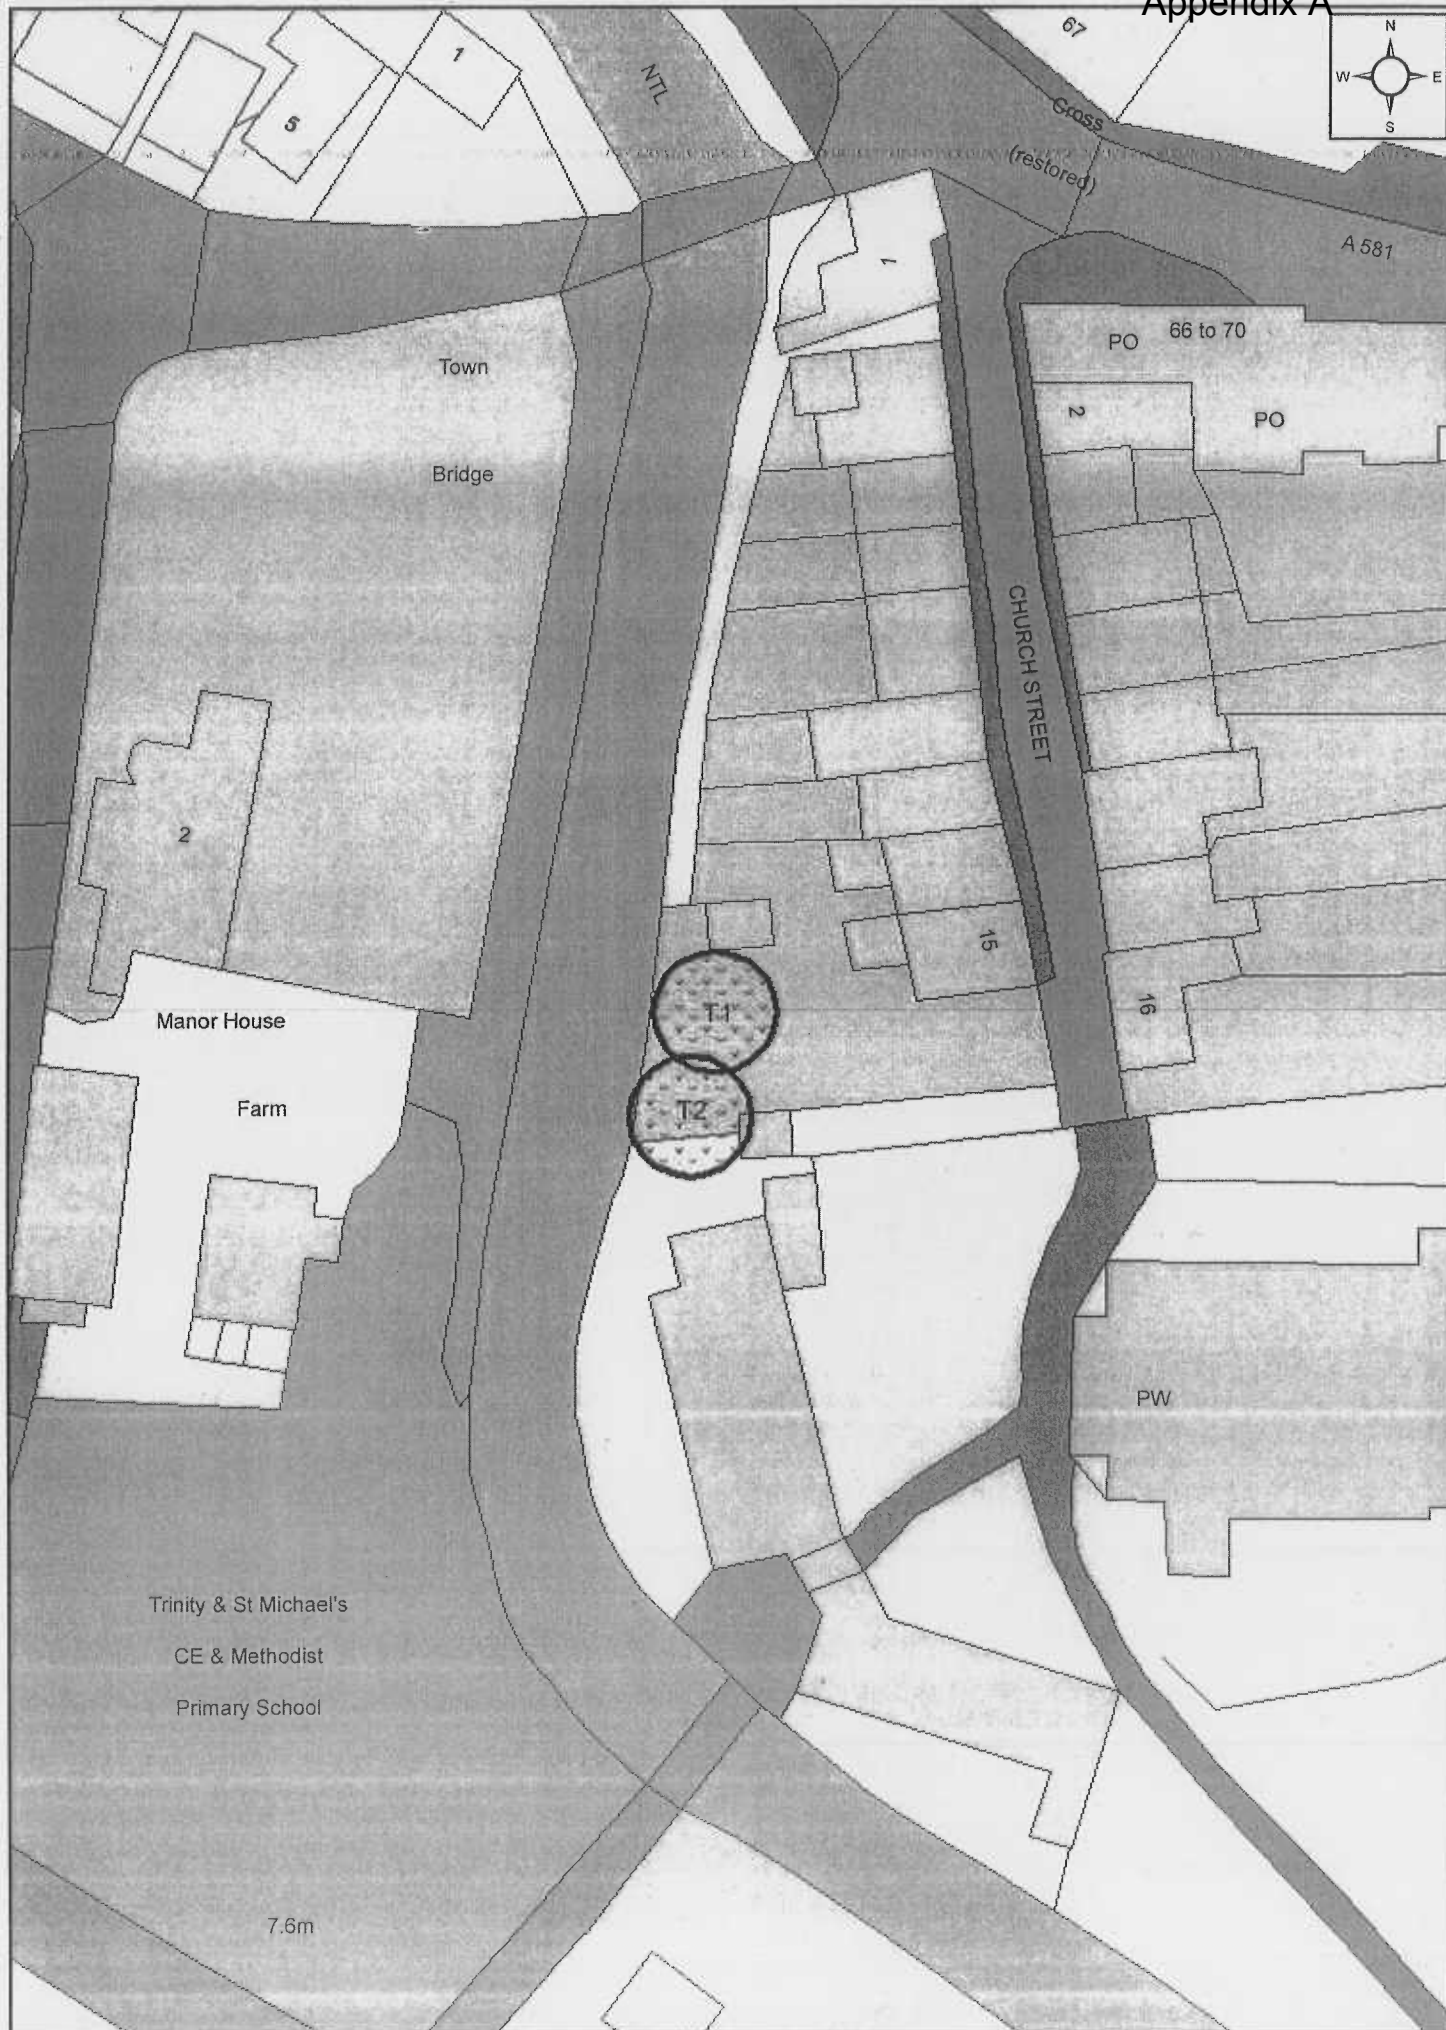 Appendix A
N
W E
S
67
1
5
NTL
Cross
(restored)
A 581
1
PO 66 to 70
Town
2
PO
Bridge
CHURCH STREET
2
15
16
T1
Manor House
T2
Farm
PW
Trinity & St Michael's
CE & Methodist
Primary School
7.6m